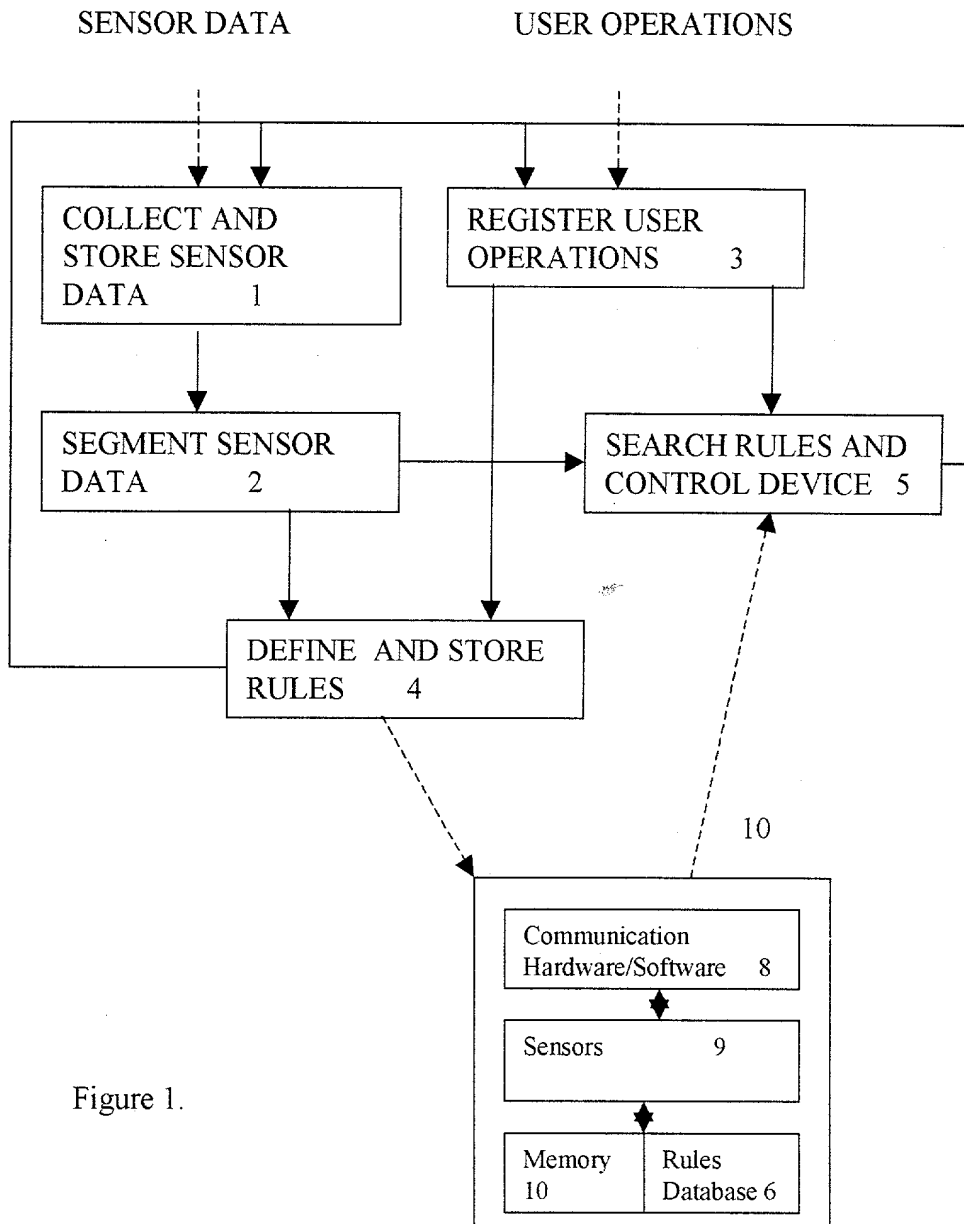 SENSOR DATA
USER OPERATIONS
COLLECT AND
STORE SENSOR
DATA 1
REGISTER USER
OPERATIONS 3
SEGMENT SENSOR
DATA 2
SEARCH RULES AND
CONTROL DEVICE 5
DEFINE AND STORE
RULES 4
10
Communication
Hardware/Software 8
Sensors 9
Memory
10
Rules
Database 6
Figure 1.